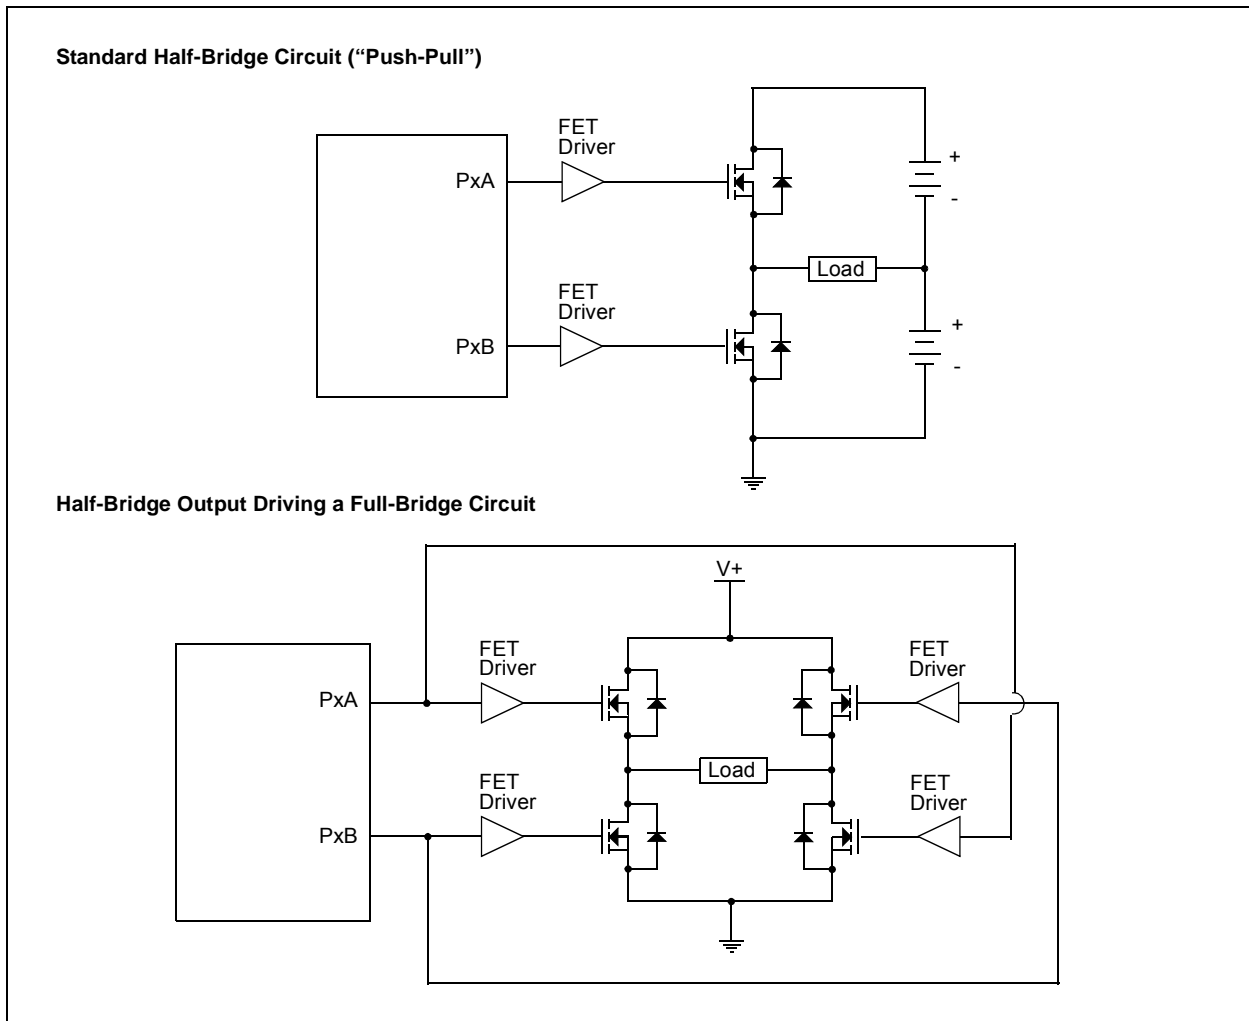 Standard Half-Bridge Circuit (“Push-Pull”)
FET
Driver
PxA
+
-
Load
FET
Driver
PxB
+
-
Half-Bridge Output Driving a Full-Bridge Circuit
V+
FET
Driver
FET
Driver
PxA
Load
FET
Driver
FET
Driver
PxB